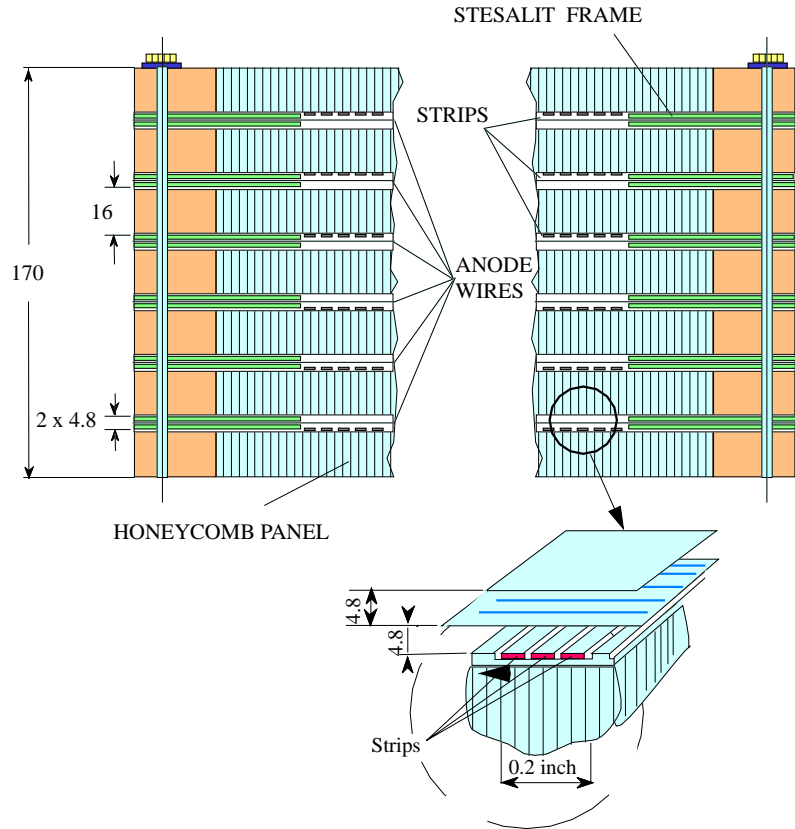 STESALIT FRAME
STRIPS
16
170
ANODE
WIRES
2 x 4.8
HONEYCOMB PANEL
4.8
4.8
Strips
0.2 inch